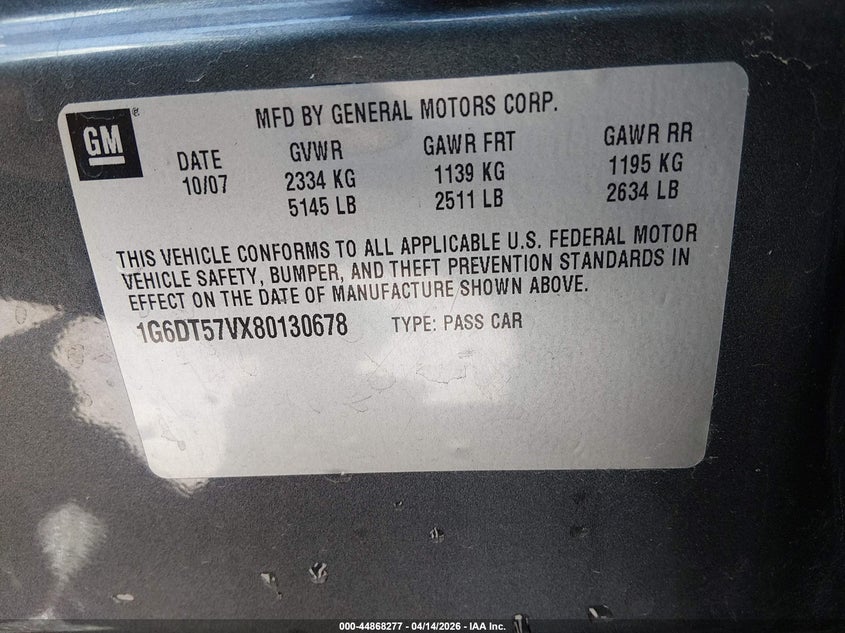 GM ®
MFD BY GENERAL MOTORS CORP.
DATE GVWR GAWR FRT GAWR RR
10/07 2334 KG 1139 KG 1195 KG
5145 LB 2511 LB 2634 LB
THIS VEHICLE CONFORMS TO ALL APPLICABLE U.S. FEDERAL MOTOR
VEHICLE SAFETY, BUMPER, AND THEFT PREVENTION STANDARDS IN
EFFECT ON THE DATE OF MANUFACTURE SHOWN ABOVE.
1G6DT57VX80130678 TYPE: PASS CAR
000-44868277 - 04/14/2026 - IAA Inc.